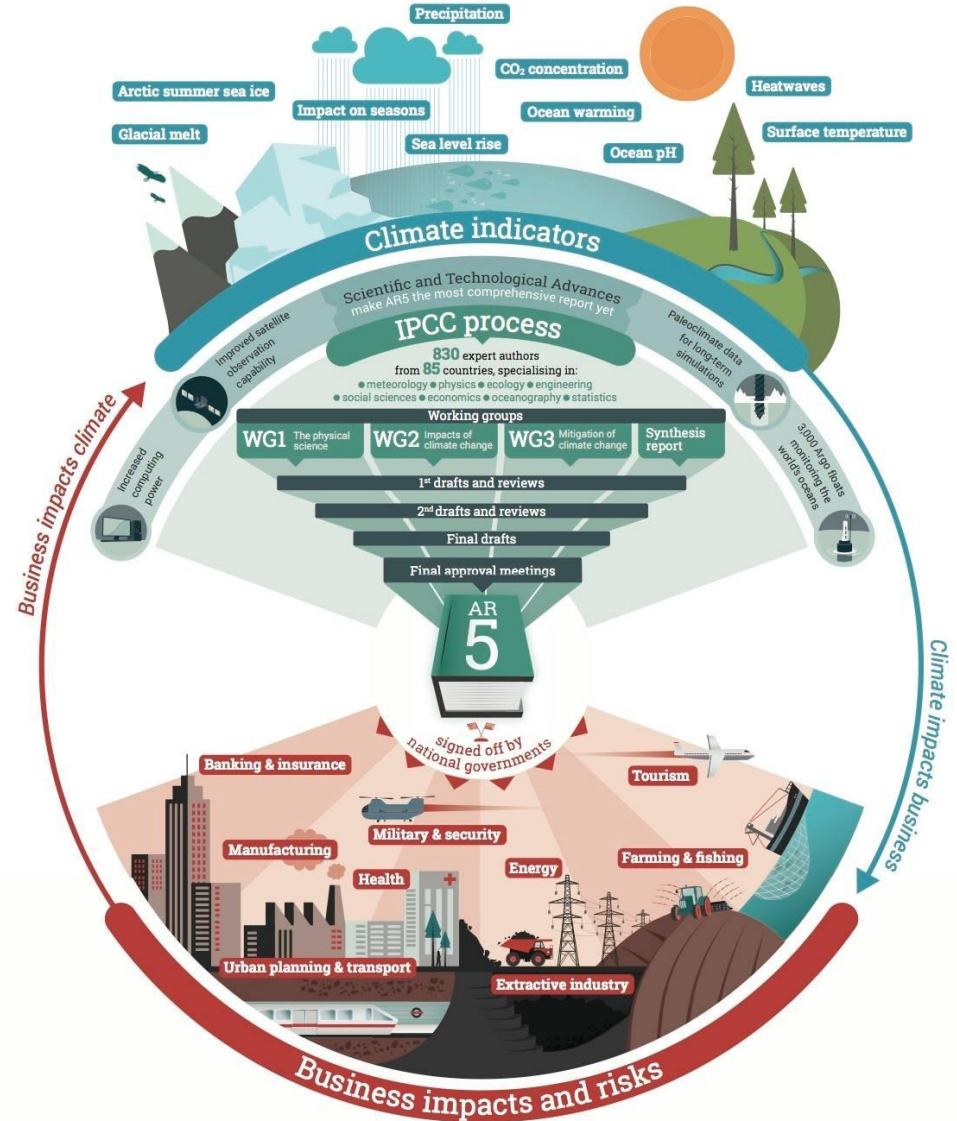 Precipitation
CO₂ concentration
Heatwaves
Arctic summer sea ice
Impact on seasons
Ocean warming
Glacial melt
Sea level rise
Ocean pH
Surface temperature
Climate indicators
Scientific and Technological Advances
make AR5 the most comprehensive report yet
IPCC process
830 expert authors
from 85 countries, specialising in:
● meteorology ● physics ● ecology ● engineering
● social sciences ● economics ● oceanography ● statistics
Improved satellite
observation
capability
Increased
computing
power
Paleoclimate data
for long-term
simulations
3,000 Argo floats
monitoring the
world's oceans
Working groups
WG1 The physical
science
WG2 Impacts of
climate change
WG3 Mitigation of
climate change
Synthesis
report
1st drafts and reviews
2nd drafts and reviews
Final drafts
Final approval meetings
AR
5
signed off by
national governments
Business impacts climate
Climate impacts business
Banking & insurance
Tourism
Military & security
Manufacturing
Health
Energy
Farming & fishing
Urban planning & transport
Extractive industry
Business impacts and risks